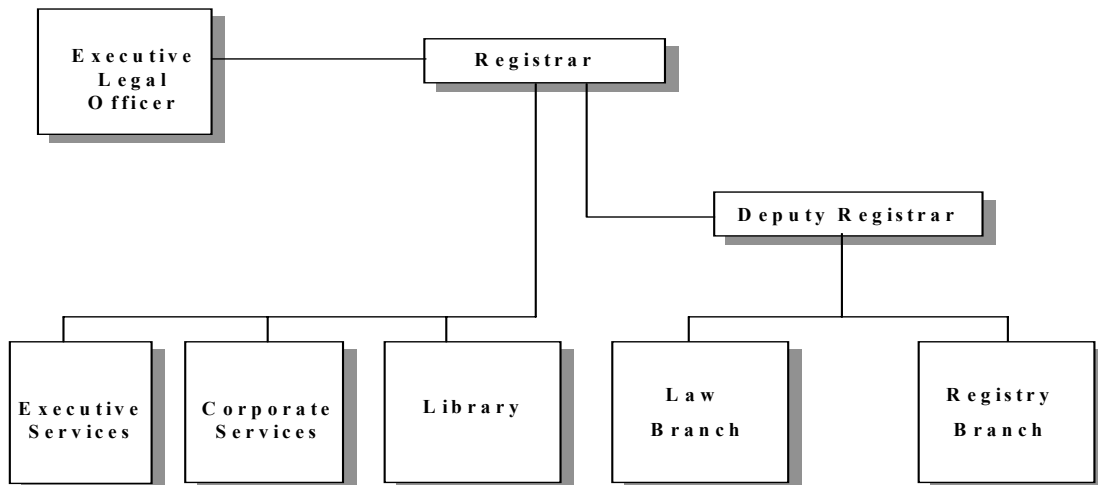 Executive
Legal
Officer
Registrar
Deputy Registrar
Executive
Services
Corporate
Services
Library
Law
Branch
Registry
Branch